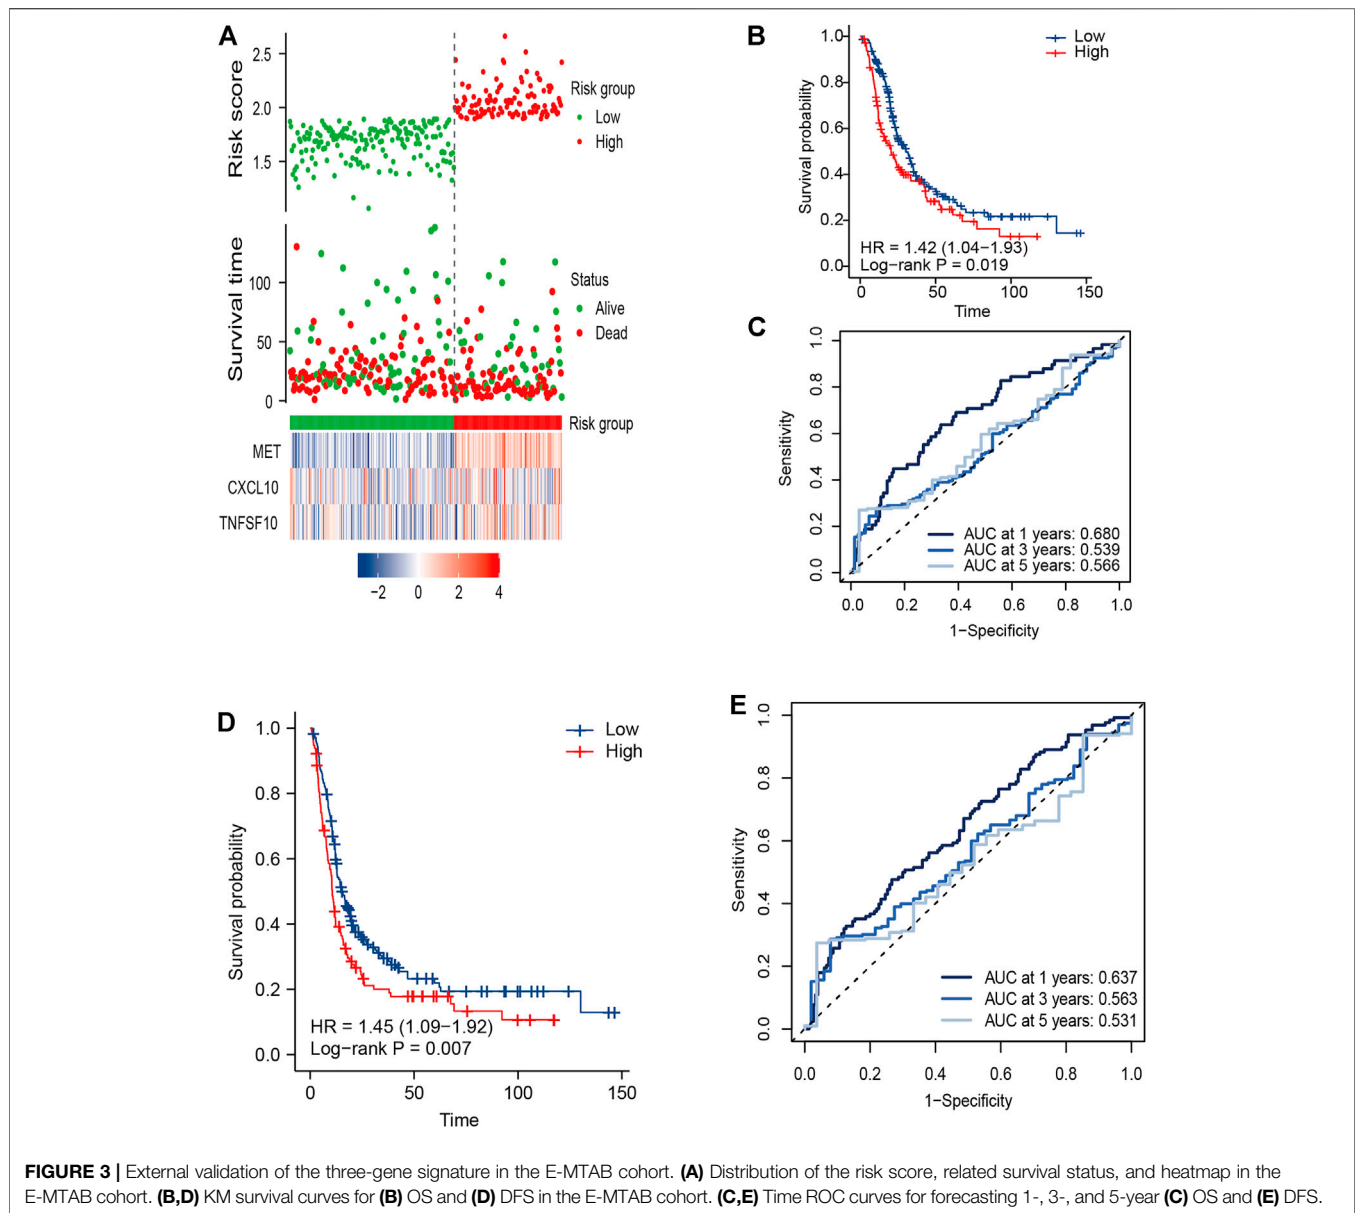 A
Risk score
2.5
2.0
1.5
Risk group
Low
High
Survival time
100
50
0
Status
Alive
Dead
Risk group
MET
CXCL10
TNFSF10
−2 0 2 4
B
Survival probability
1.0
0.8
0.6
0.4
0.2
0.0
Low
High
HR = 1.42 (1.04−1.93)
Log−rank P = 0.019
0 50 100 150
Time
C
Sensitivity
1.0
0.8
0.6
0.4
0.2
0.0
AUC at 1 years: 0.680
AUC at 3 years: 0.539
AUC at 5 years: 0.566
0.0 0.2 0.4 0.6 0.8 1.0
1−Specificity
D
Survival probability
1.0
0.8
0.6
0.4
0.2
0.0
Low
High
HR = 1.45 (1.09−1.92)
Log−rank P = 0.007
0 50 100 150
Time
E
Sensitivity
1.0
0.8
0.6
0.4
0.2
0.0
AUC at 1 years: 0.637
AUC at 3 years: 0.563
AUC at 5 years: 0.531
0.0 0.2 0.4 0.6 0.8 1.0
1−Specificity
FIGURE 3 | External validation of the three-gene signature in the E-MTAB cohort. (A) Distribution of the risk score, related survival status, and heatmap in the
E-MTAB cohort. (B,D) KM survival curves for (B) OS and (D) DFS in the E-MTAB cohort. (C,E) Time ROC curves for forecasting 1-, 3-, and 5-year (C) OS and (E) DFS.